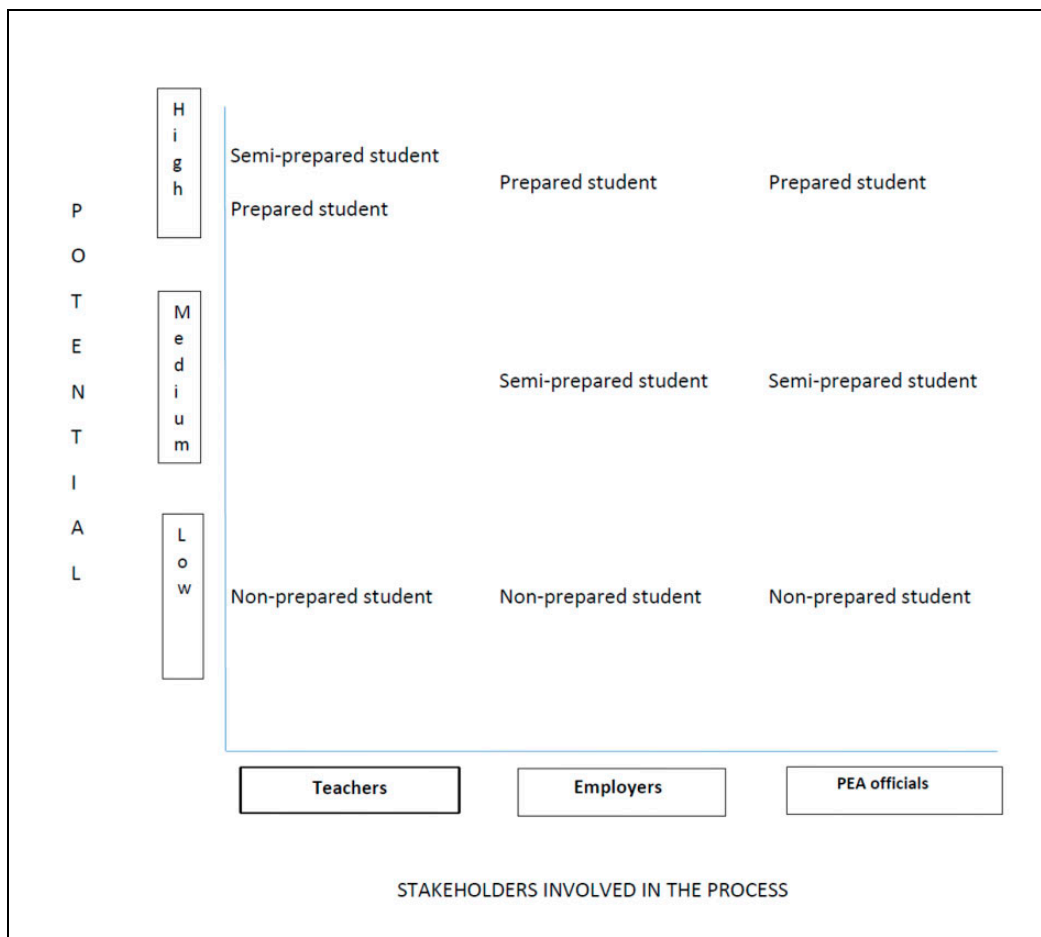 High
Semi-prepared student
Prepared student
Prepared student
Prepared student
POTENTIAL
Medium
Semi-prepared student
Semi-prepared student
Low
Non-prepared student
Non-prepared student
Non-prepared student
Teachers
Employers
PEA officials
STAKEHOLDERS INVOLVED IN THE PROCESS